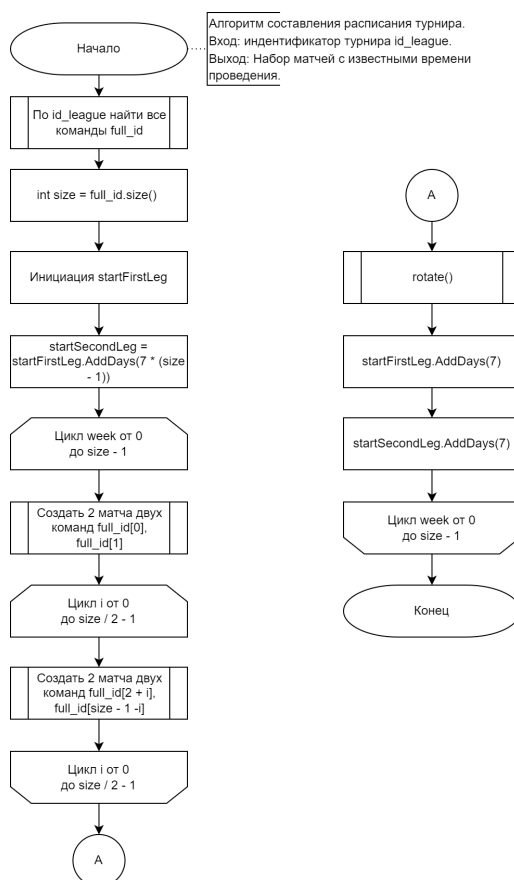 Начало
Алгоритм составления расписания турнира.
Вход: индентификатор турнира id_league.
Выход: Набор матчей с известными времени
проведения.
По id_league найти все
команды full_id
int size = full_id.size()
Инициация startFirstLeg
startSecondLeg =
startFirstLeg.AddDays(7 * (size
- 1))
Цикл week от 0
до size - 1
Создать 2 матча двух
команд full_id[0],
full_id[1]
Цикл i от 0
до size / 2 - 1
Создать 2 матча двух
команд full_id[2 + i],
full_id[size - 1 -i]
Цикл i от 0
до size / 2 - 1
A
A
rotate()
startFirstLeg.AddDays(7)
startSecondLeg.AddDays(7)
Цикл week от 0
до size - 1
Конец